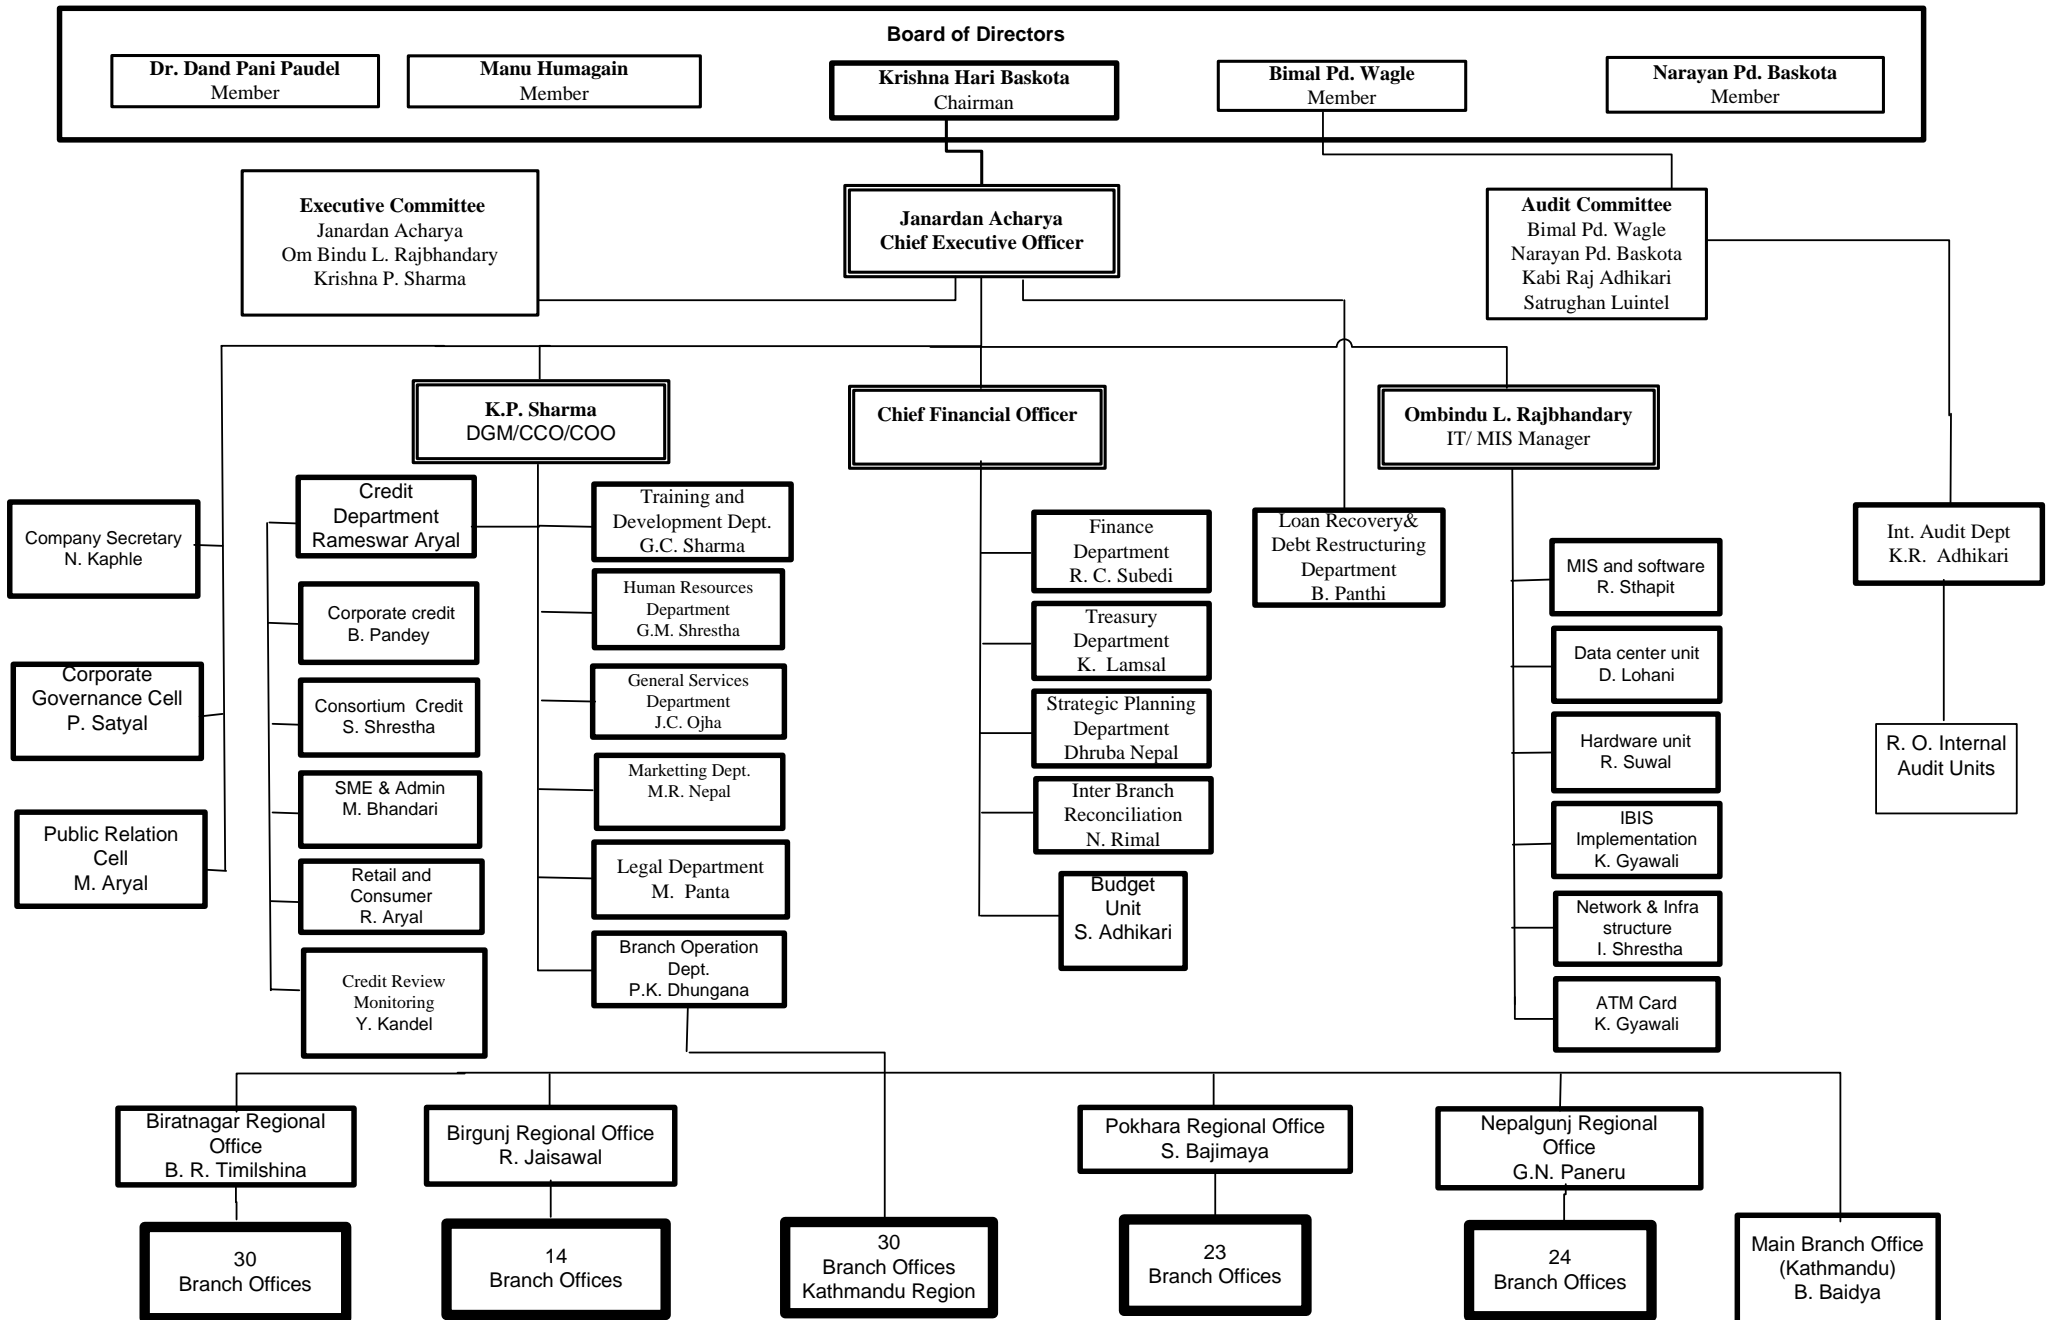 Board of Directors
Dr. Dand Pani Paudel
Member
Manu Humagain
Member
Krishna Hari Baskota
Chairman
Bimal Pd. Wagle
Member
Narayan Pd. Baskota
Member
Executive Committee
Janardan Acharya
Om Bindu L. Rajbhandary
Krishna P. Sharma
Janardan Acharya
Chief Executive Officer
Audit Committee
Bimal Pd. Wagle
Narayan Pd. Baskota
Kabi Raj Adhikari
Satrughan Luintel
K.P. Sharma
DGM/CCO/COO
Chief Financial Officer
Ombindu L. Rajbhandary
IT/ MIS Manager
Company Secretary
N. Kaphle
Corporate
Governance Cell
P. Satyal
Public Relation
Cell
M. Aryal
Credit
Department
Rameswar Aryal
Corporate credit
B. Pandey
Consortium  Credit
S. Shrestha
SME & Admin
M. Bhandari
Retail and
Consumer
R. Aryal
Credit Review
Monitoring
Y. Kandel
Training and
Development Dept.
G.C. Sharma
Human Resources
Department
G.M. Shrestha
General Services
Department
J.C. Ojha
Marketting Dept.
M.R. Nepal
Legal Department
M.  Panta
Branch Operation
Dept.
P.K. Dhungana
Finance
Department
R. C. Subedi
Treasury
Department
K.  Lamsal
Strategic Planning
Department
Dhruba Nepal
Inter Branch
Reconciliation
N. Rimal
Budget
Unit
S. Adhikari
Loan Recovery&
Debt Restructuring
Department
B. Panthi
MIS and software
R. Sthapit
Data center unit
D. Lohani
Hardware unit
R. Suwal
IBIS
Implementation
K. Gyawali
Network & Infra
structure
I. Shrestha
ATM Card
K. Gyawali
Int. Audit Dept
K.R.  Adhikari
R. O. Internal
Audit Units
Biratnagar Regional
Office
B. R. Timilshina
Birgunj Regional Office
R. Jaisawal
Pokhara Regional Office
S. Bajimaya
Nepalgunj Regional
Office
G.N. Paneru
30
Branch Offices
14
Branch Offices
30
Branch Offices
Kathmandu Region
23
Branch Offices
24
Branch Offices
Main Branch Office
(Kathmandu)
B. Baidya